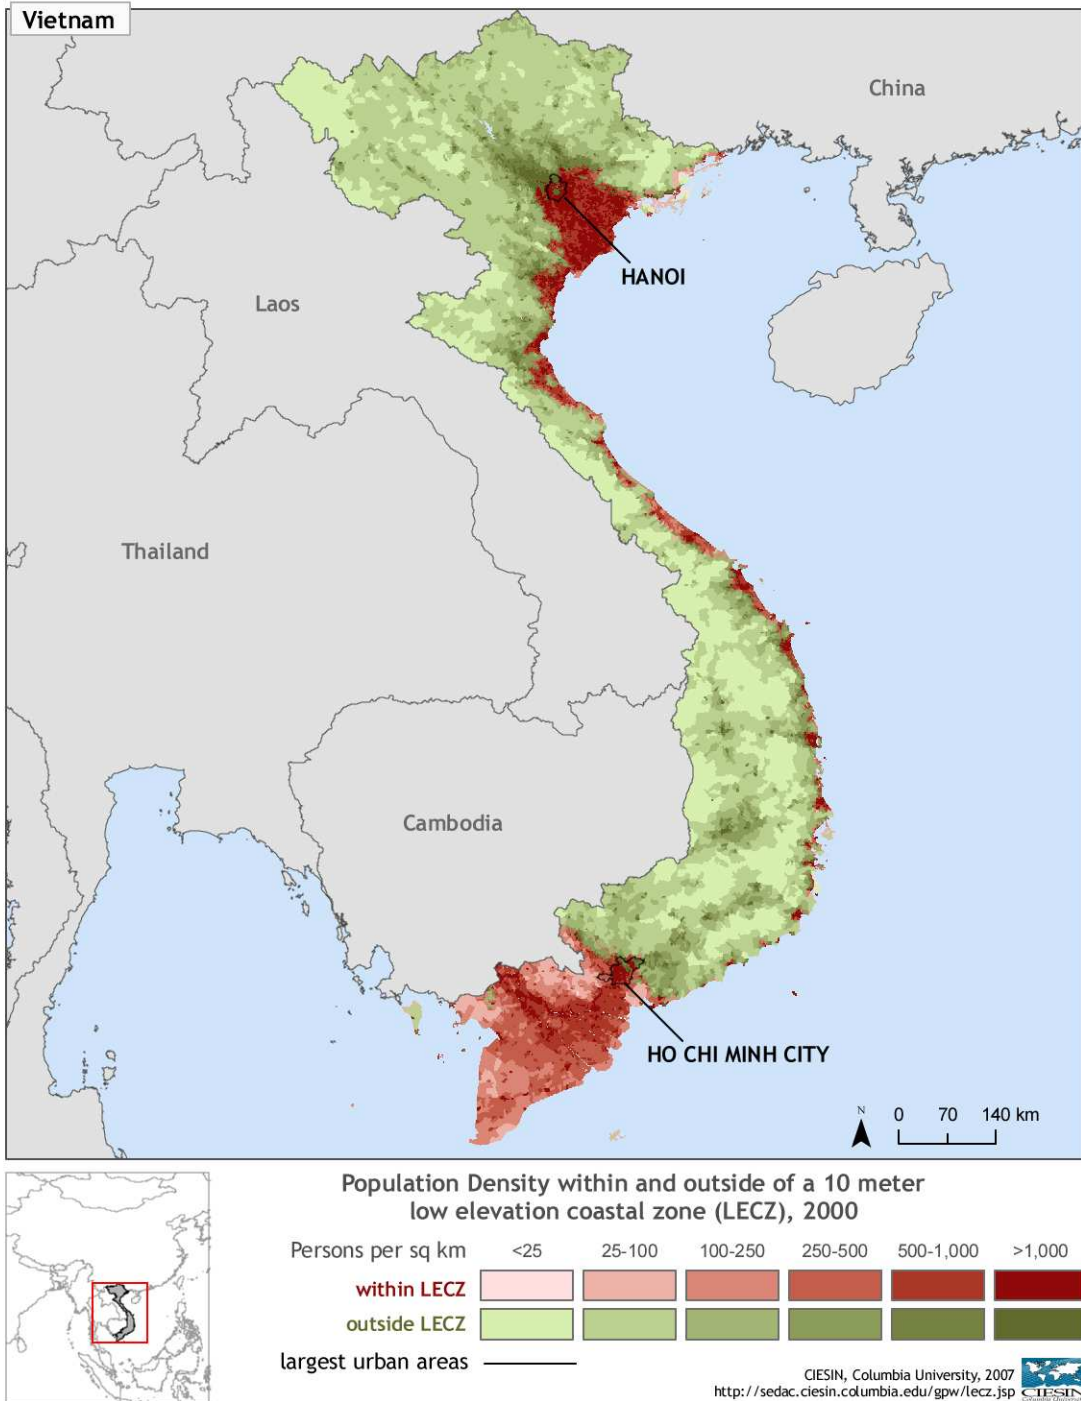 Vietnam
China
HANOI
Laos
Thailand
Cambodia
HO CHI MINH CITY
N
0 70 140 km
Population Density within and outside of a 10 meter
low elevation coastal zone (LECZ), 2000
Persons per sq km <25 25-100 100-250 250-500 500-1,000 >1,000
within LECZ
outside LECZ
largest urban areas
CIESIN, Columbia University, 2007
http://sedac.ciesin.columbia.edu/gpw/lecz.jsp
CIESIN
Columbia University